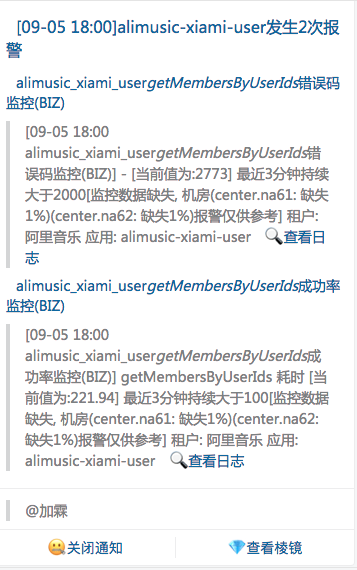 [09-05 18:00]alimusic-xiami-user发生2次报
警
alimusic_xiami_usergetMembersByUserIds错误码
监控(BIZ)
[09-05 18:00
alimusic_xiami_usergetMembersByUserIds错
误码监控(BIZ)] - [当前值为:2773] 最近3分钟持续
大于2000[监控数据缺失, 机房(center.na61: 缺失
1%)(center.na62: 缺失1%)报警仅供参考] 租户:
阿里音乐 应用: alimusic-xiami-user 查看日
志
alimusic_xiami_usergetMembersByUserIds成功率
监控(BIZ)
[09-05 18:00
alimusic_xiami_usergetMembersByUserIds成
功率监控(BIZ)] getMembersByUserIds 耗时 [当
前值为:221.94] 最近3分钟持续大于100[监控数据
缺失, 机房(center.na61: 缺失1%)(center.na62:
缺失1%)报警仅供参考] 租户: 阿里音乐 应用:
alimusic-xiami-user 查看日志
@加霖
关闭通知 查看棱镜